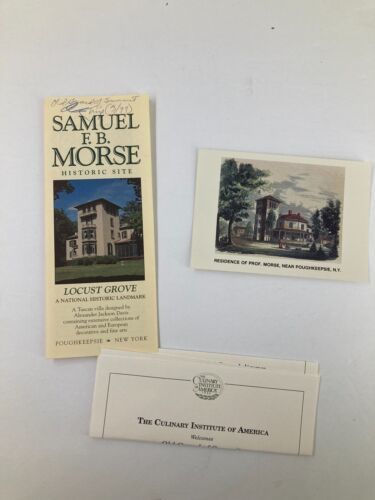 SAMUEL
F. B.
MORSE
HISTORIC SITE
LOCUST GROVE
A NATIONAL HISTORIC LANDMARK
A Tuscan villa designed by
Alexander Jackson Davis
containing extensive collections of
American and European
decorative and fine arts
POUGHKEEPSIE • NEW YORK
RESIDENCE OF PROF. MORSE, NEAR POUGHKEEPSIE, N.Y.
THE
CULINARY
INSTITUTE
OF
AMERICA
THE CULINARY INSTITUTE OF AMERICA
Welcomes